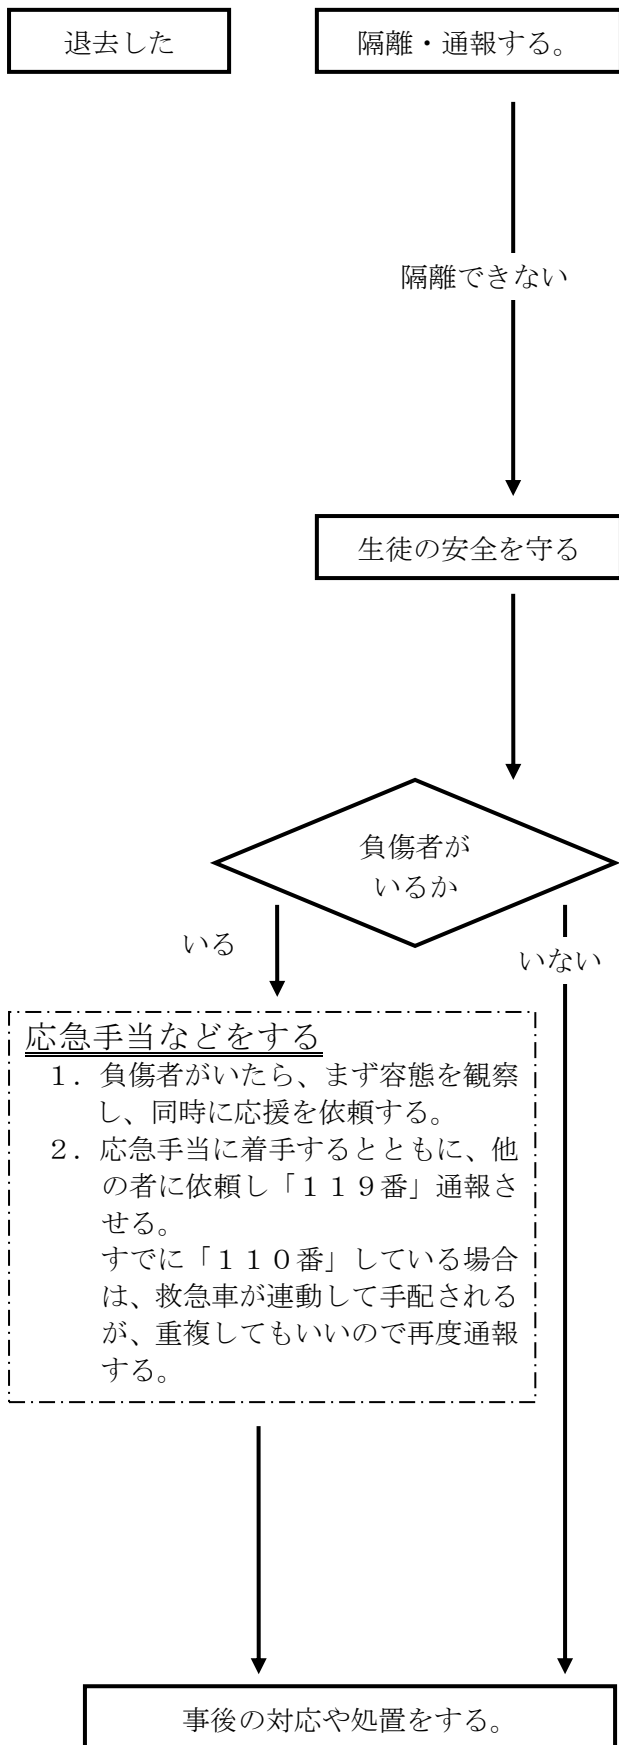 退去した
隔離・通報する。
隔離できない
生徒の安全を守る
負傷者が
いるか
いる
いない
応急手当などをする
１．負傷者がいたら、まず容態を観察
し、同時に応援を依頼する。
２．応急手当に着手するとともに、他
の者に依頼し「１１９番」通報さ
せる。
すでに「１１０番」している場合
は、救急車が連動して手配される
が、重複してもいいので再度通報
する。
事後の対応や処置をする。